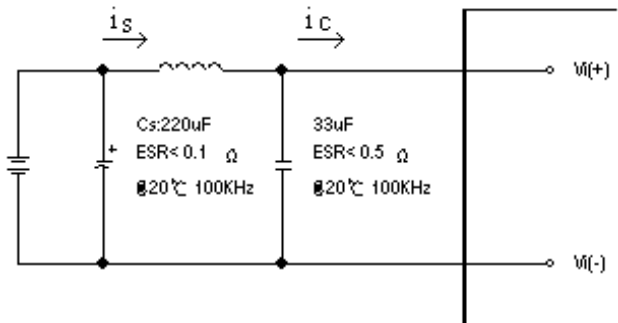 is
ic
Vi(+)
Cs:220uF
ESR<0.1 Ω
@20℃ 100KHz
33uF
ESR<0.5 Ω
@20℃ 100KHz
Vi(-)
+